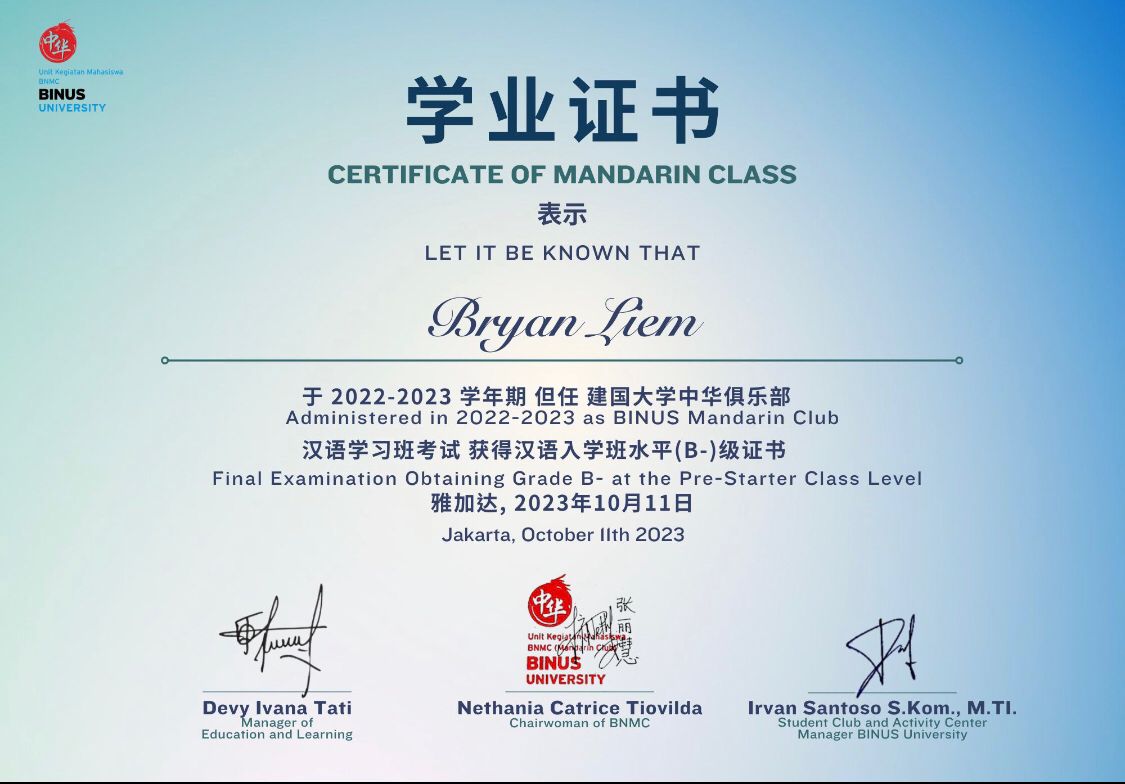 中华
Unit Kegiatan Mahasiswa
BNMC
BINUS
UNIVERSITY
学业证书
CERTIFICATE OF MANDARIN CLASS
表示
LET IT BE KNOWN THAT
Bryan Liem
于 2022-2023 学年期 但任 建国大学中华俱乐部
Administered in 2022-2023 as BINUS Mandarin Club
汉语学习班考试 获得汉语入学班水平(B-)级证书
Final Examination Obtaining Grade B- at the Pre-Starter Class Level
雅加达, 2023年10月11日
Jakarta, October 11th 2023
中华
张丽慧
Unit Kegiatan Mahasiswa
BNMC (Mandarin Club)
BINUS
UNIVERSITY
Devy Ivana Tati
Manager of
Education and Learning
Nethania Catrice Tiovilda
Chairwoman of BNMC
Irvan Santoso S.Kom., M.TI.
Student Club and Activity Center
Manager BINUS University